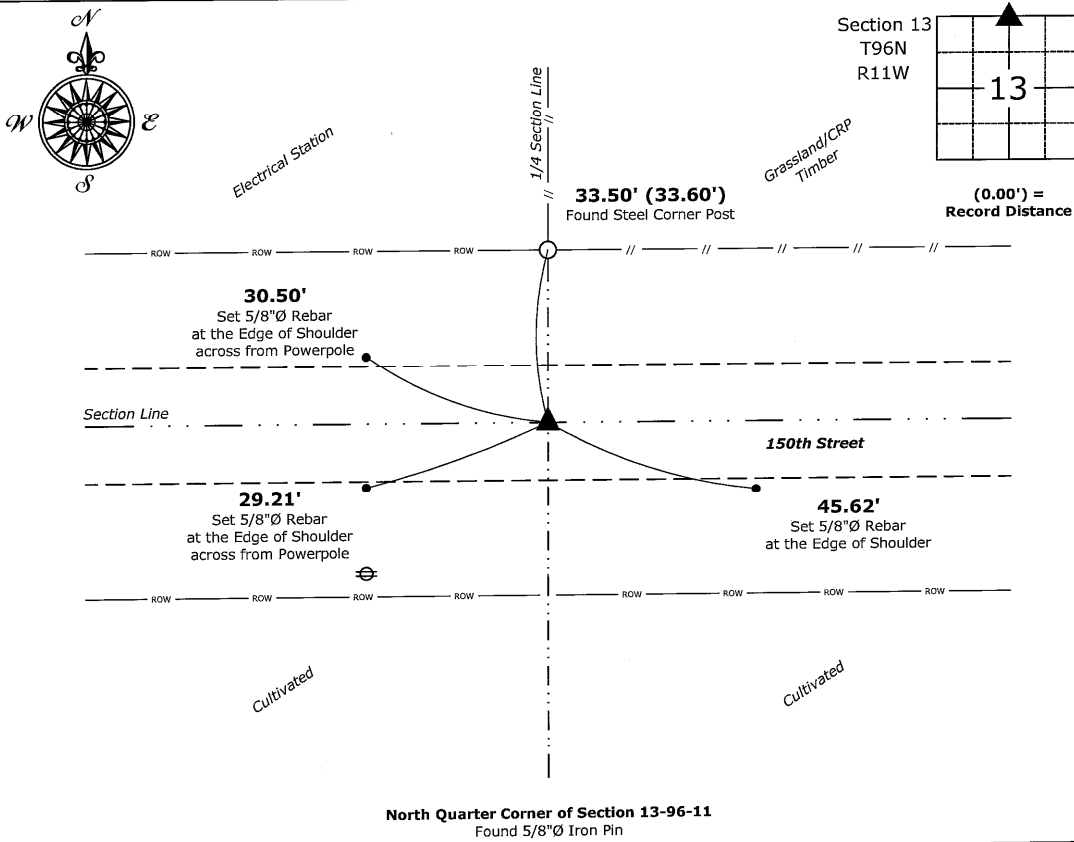 N
W
E
S
Section 13
T96N
R11W
13
(0.00') =
Record Distance
Electrical Station
1/4 Section Line
Grassland/CRP
Timber
33.50' (33.60')
Found Steel Corner Post
ROW ROW ROW ROW
30.50'
Set 5/8"Ø Rebar
at the Edge of Shoulder
across from Powerpole
Section Line
150th Street
29.21'
Set 5/8"Ø Rebar
at the Edge of Shoulder
across from Powerpole
45.62'
Set 5/8"Ø Rebar
at the Edge of Shoulder
ROW ROW ROW ROW ROW ROW ROW ROW
Cultivated
Cultivated
North Quarter Corner of Section 13-96-11
Found 5/8"Ø Iron Pin